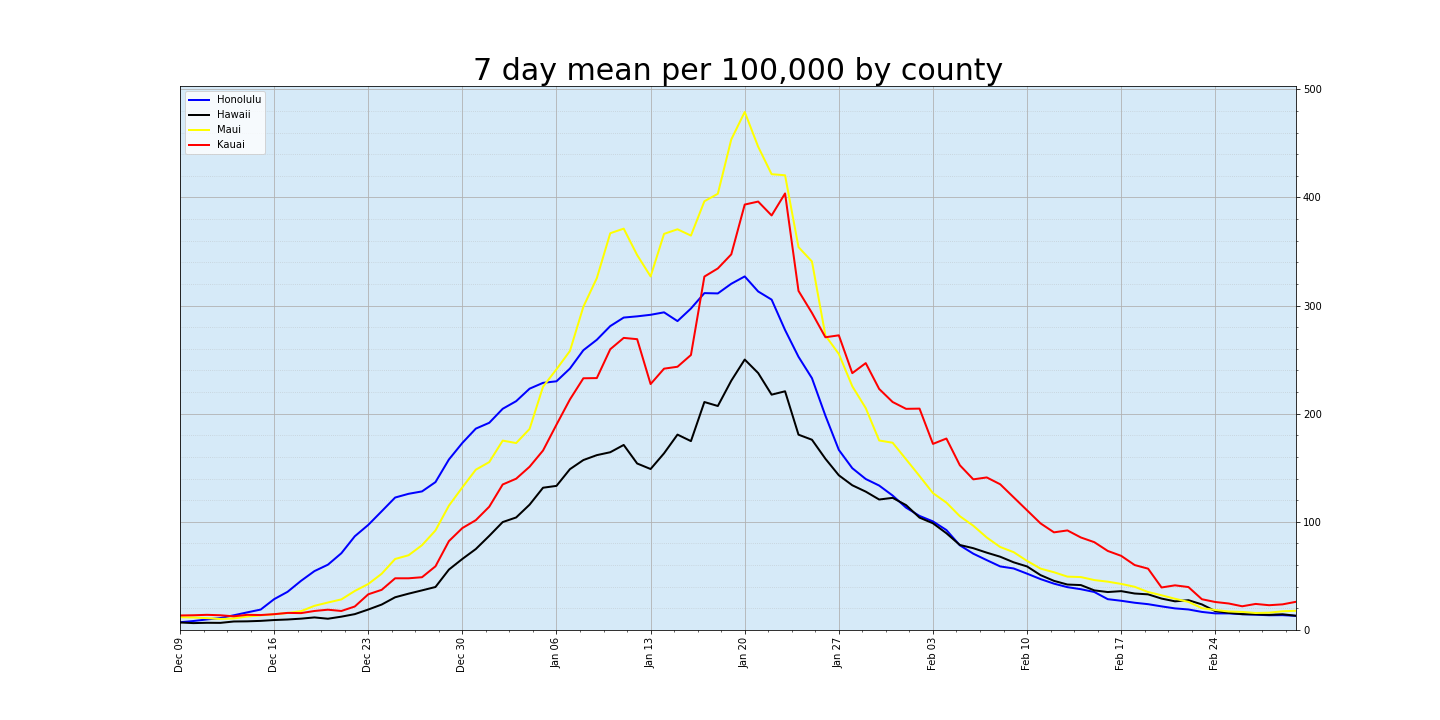 7 day mean per 100,000 by county
Honolulu
Hawaii
Maui
Kauai
500
400
300
200
100
0
Dec 09
Dec 16
Dec 23
Dec 30
Jan 06
Jan 13
Jan 20
Jan 27
Feb 03
Feb 10
Feb 17
Feb 24